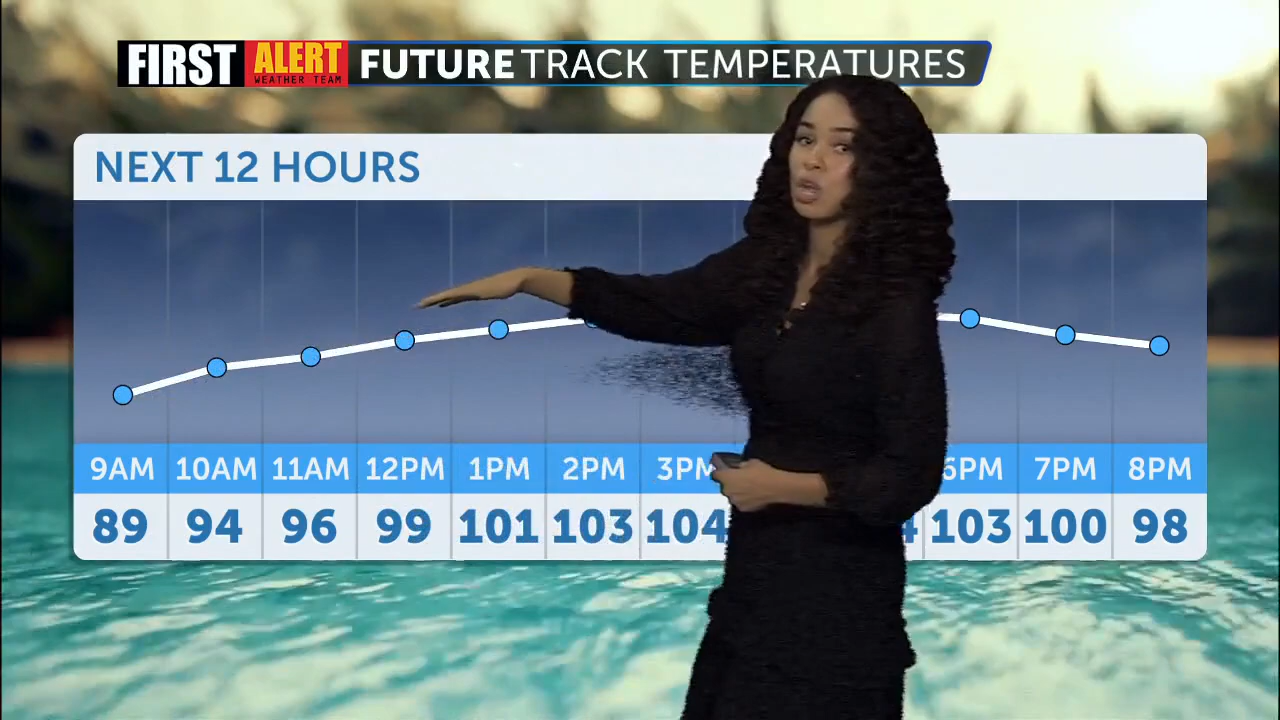 FIRST ALERT WEATHER TEAM FUTURE TRACK TEMPERATURES
NEXT 12 HOURS
9AM 10AM 11AM 12PM 1PM 2PM 3PM 6PM 7PM 8PM
89 94 96 99 101 103 104 103 100 98